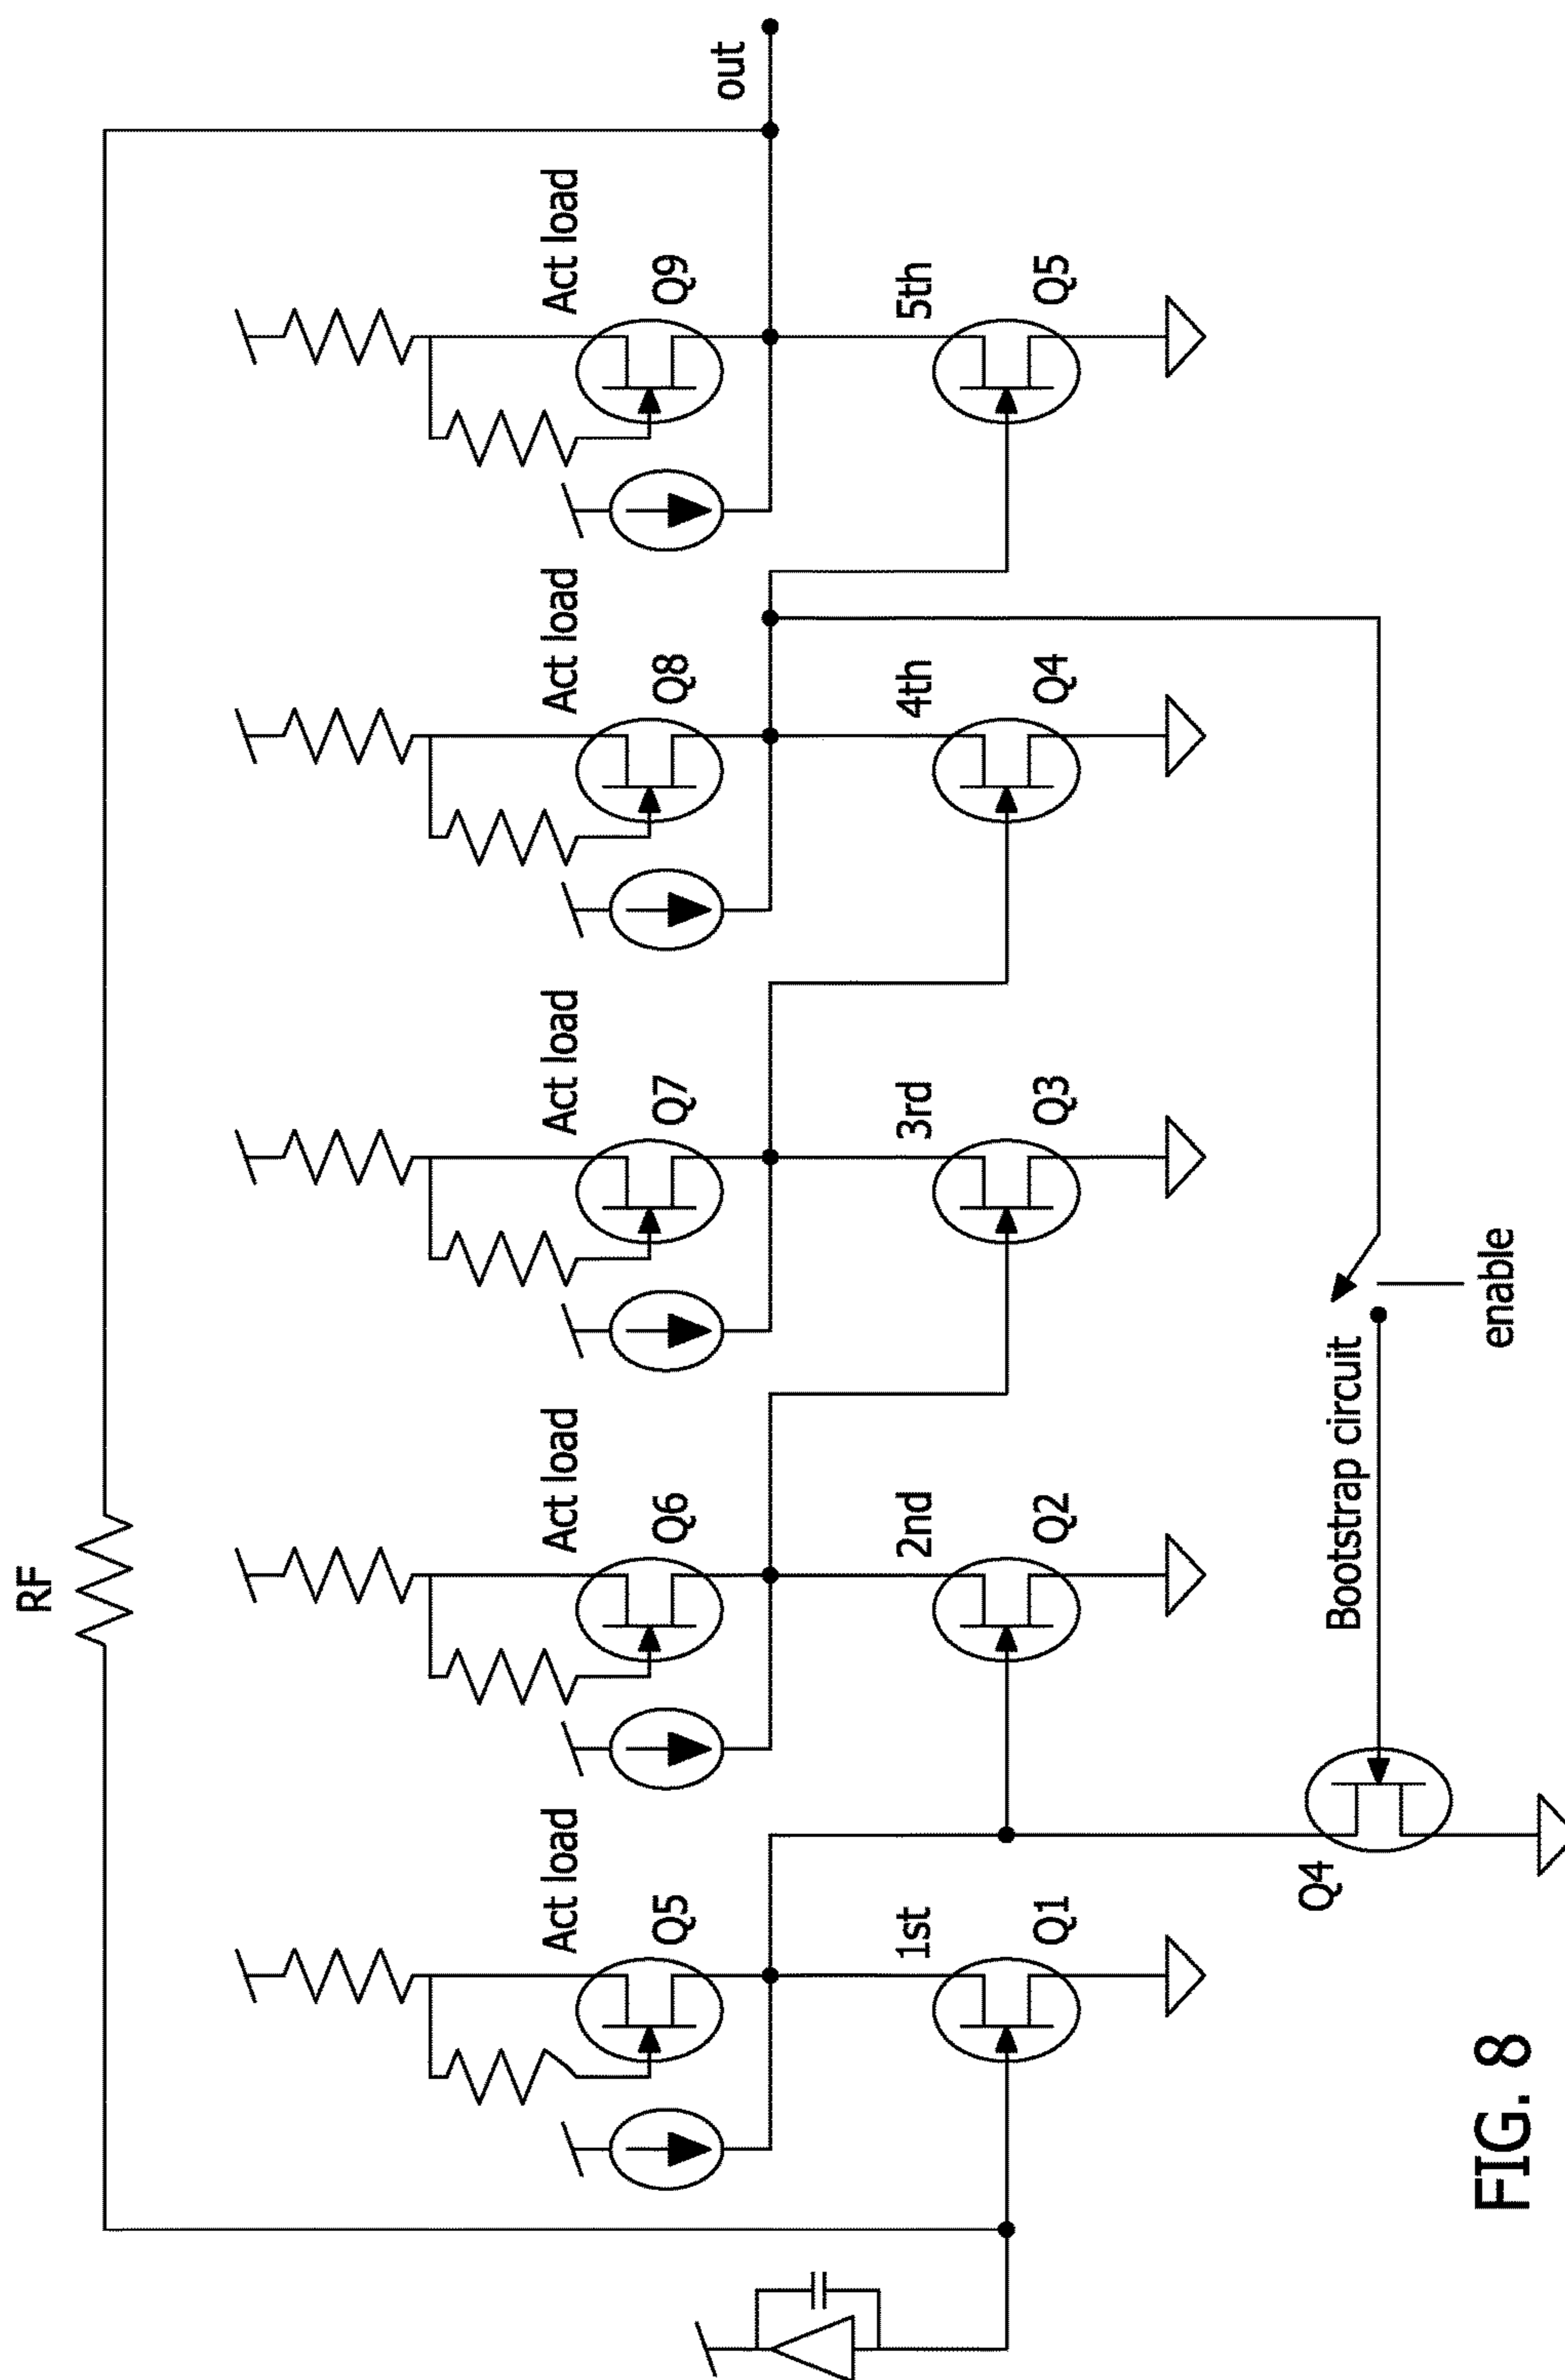 RF
out
Act load
Q5
Act load
Q6
Act load
Q7
Act load
Q8
Act load
Q9
1st
Q1
2nd
Q2
3rd
Q3
4th
Q4
5th
Q5
Q4
Bootstrap circuit
enable
FIG. 8